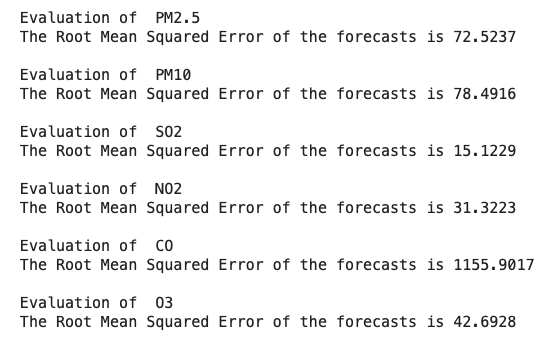 Evaluation of  PM2.5
The Root Mean Squared Error of the forecasts is 72.5237
Evaluation of  PM10
The Root Mean Squared Error of the forecasts is 78.4916
Evaluation of  SO2
The Root Mean Squared Error of the forecasts is 15.1229
Evaluation of  NO2
The Root Mean Squared Error of the forecasts is 31.3223
Evaluation of  CO
The Root Mean Squared Error of the forecasts is 1155.9017
Evaluation of  O3
The Root Mean Squared Error of the forecasts is 42.6928